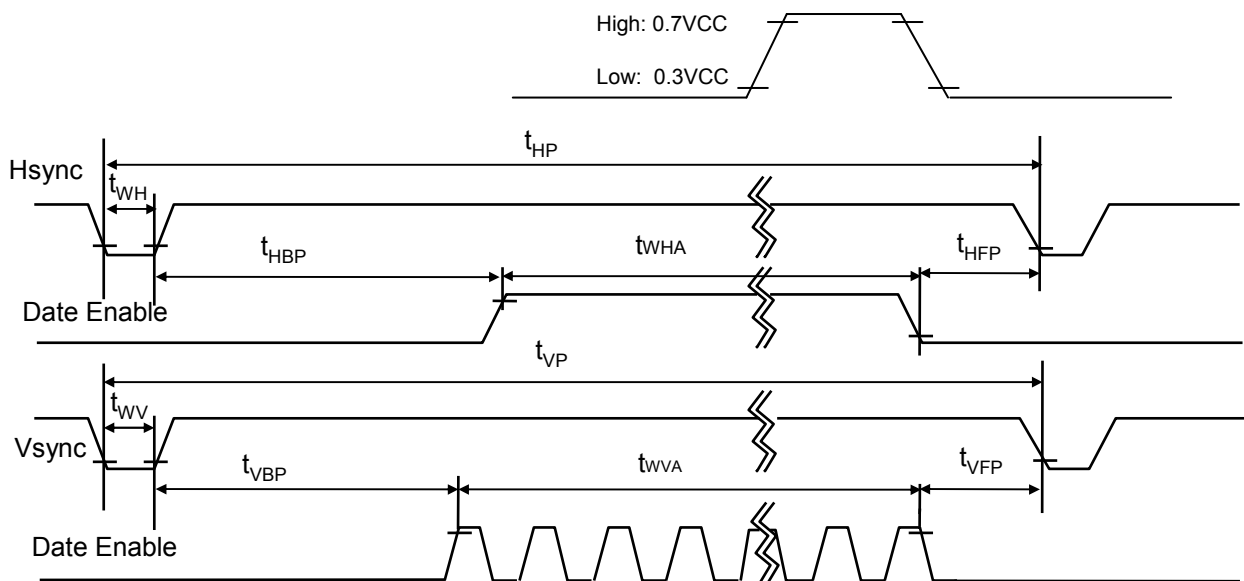 High: 0.7VCC
Low: 0.3VCC
tHP
Hsync
tWH
tHBP
tWHA
tHFP
Date Enable
tVP
tWV
Vsync
tVBP
tWVA
tVFP
Date Enable